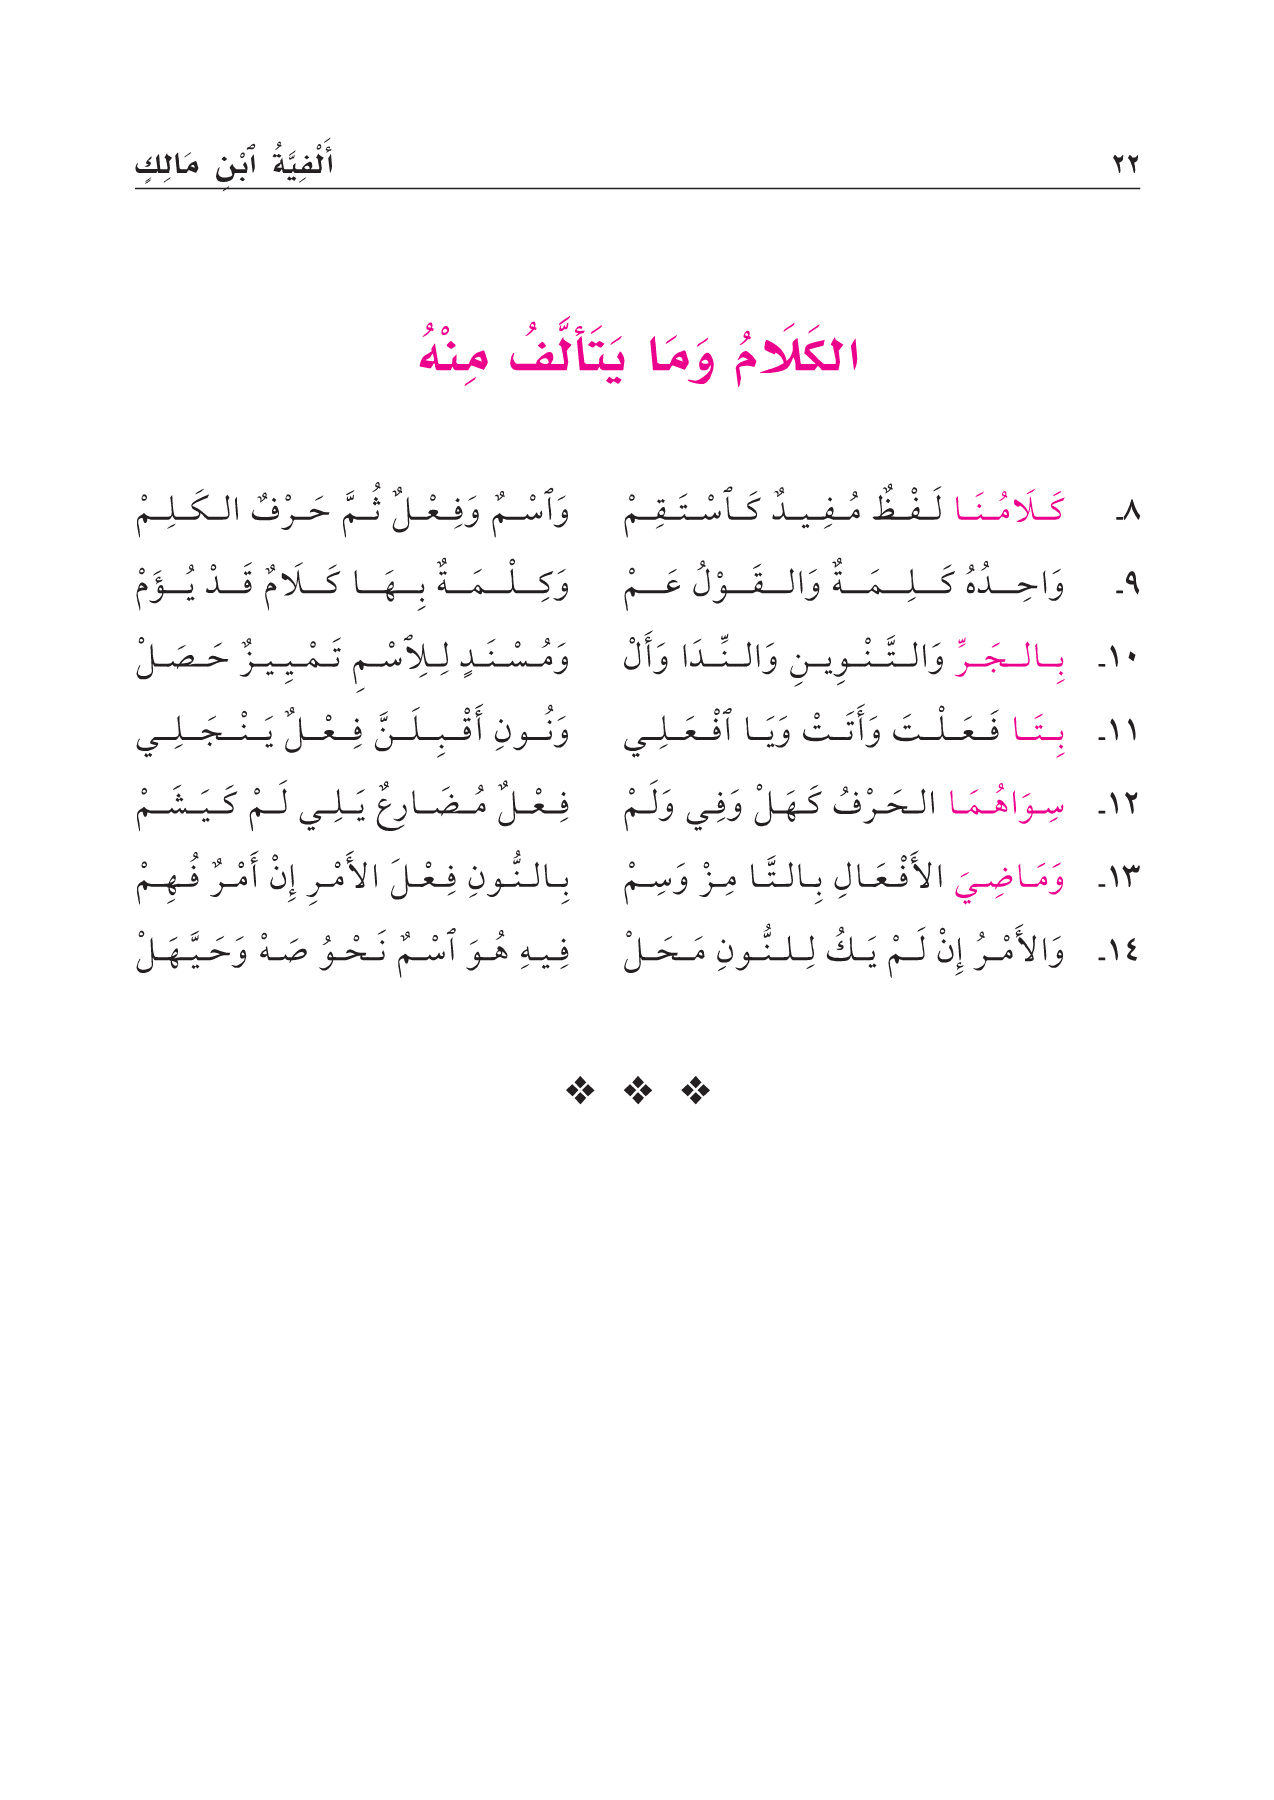 ٢٢ أَلْفِيَّةُ ٱبْنِ مَالِكٍ
الكَلَامُ وَمَا يَتَأَلَّفُ مِنْهُ
٨ـ كَلَامُنَا لَفْظٌ مُفِيدٌ كَٱسْتَقِمْ وَٱسْمٌ وَفِعْلٌ ثُمَّ حَرْفٌ الكَلِمْ
٩ـ وَاحِدُهُ كَلِمَةٌ وَالقَوْلُ عَمْ وَكِلْمَةٌ بِهَا كَلَامٌ قَدْ يُؤَمْ
١٠ـ بِالجَرِّ وَالتَّنْوِينِ وَالنِّدَا وَأَلْ وَمُسْنَدٍ لِلِٱسْمِ تَمْيِيزٌ حَصَلْ
١١ـ بِتَا فَعَلْتَ وَأَتَتْ وَيَا ٱفْعَلِي وَنُونِ أَقْبِلَنَّ فِعْلٌ يَنْجَلِي
١٢ـ سِوَاهُمَا الحَرْفُ كَهَلْ وَفِي وَلَمْ فِعْلٌ مُضَارِعٌ يَلِي لَمْ كَيَشَمْ
١٣ـ وَمَاضِيَ الأَفْعَالِ بِالتَّا مِزْ وَسِمْ بِالنُّونِ فِعْلَ الأَمْرِ إِنْ أَمْرٌ فُهِمْ
١٤ـ وَالأَمْرُ إِنْ لَمْ يَكُ لِلنُّونِ مَحَلْ فِيهِ هُوَ ٱسْمٌ نَحْوُ صَهْ وَحَيَّهَلْ